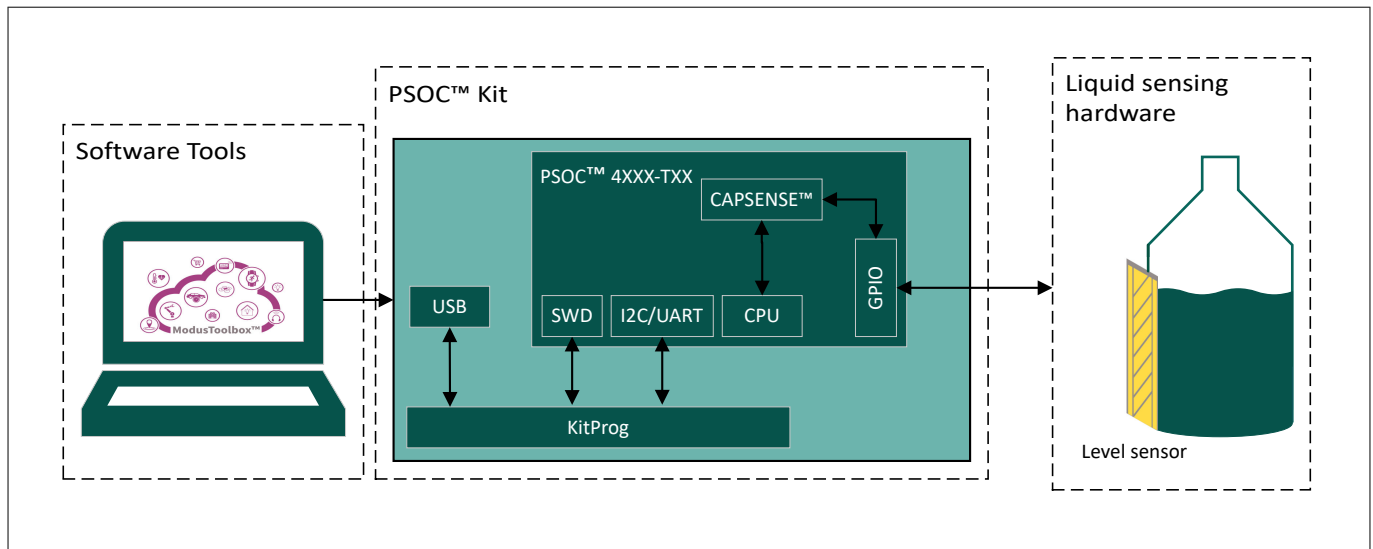 Software Tools
ModusToolbox™
PSOC™ Kit
PSOC™ 4XXX-TXX
CAPSENSE™
GPIO
USB
SWD
I2C/UART
CPU
KitProg
Liquid sensing
hardware
Level sensor